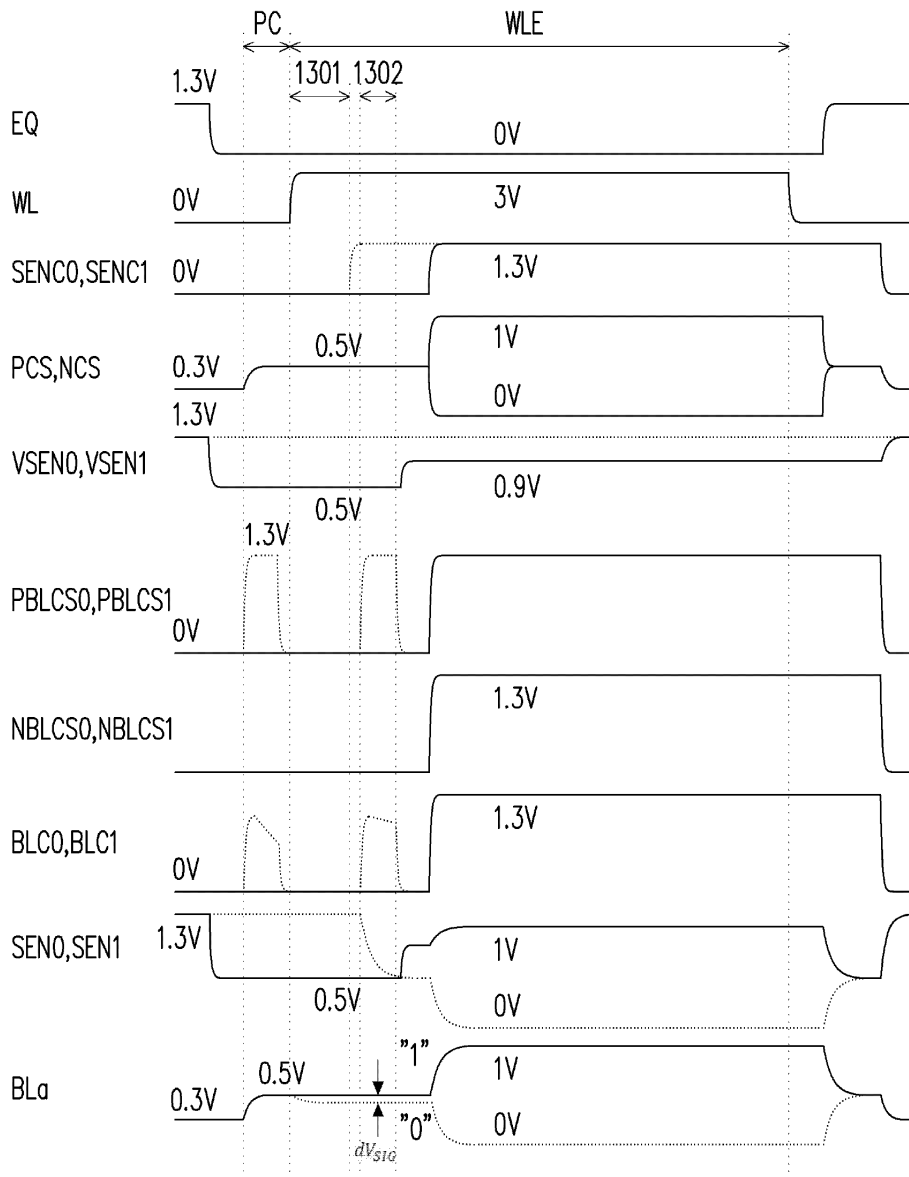 PC WLE
1301 1302
1.3V
EQ 0V
WL 0V 3V
SENC0,SENC1 0V 1.3V
0.5V 1V
PCS,NCS 0.3V 0V
1.3V
VSEN0,VSEN1 0.9V
0.5V
1.3V
PBLCS0,PBLCS1
0V
1.3V
NBLCS0,NBLCS1
1.3V
BLC0,BLC1
0V
SEN0,SEN1 1.3V 1V
0.5V 0V
"1"
0.5V 1V
BLa 0.3V
"0" 0V
dVSIG